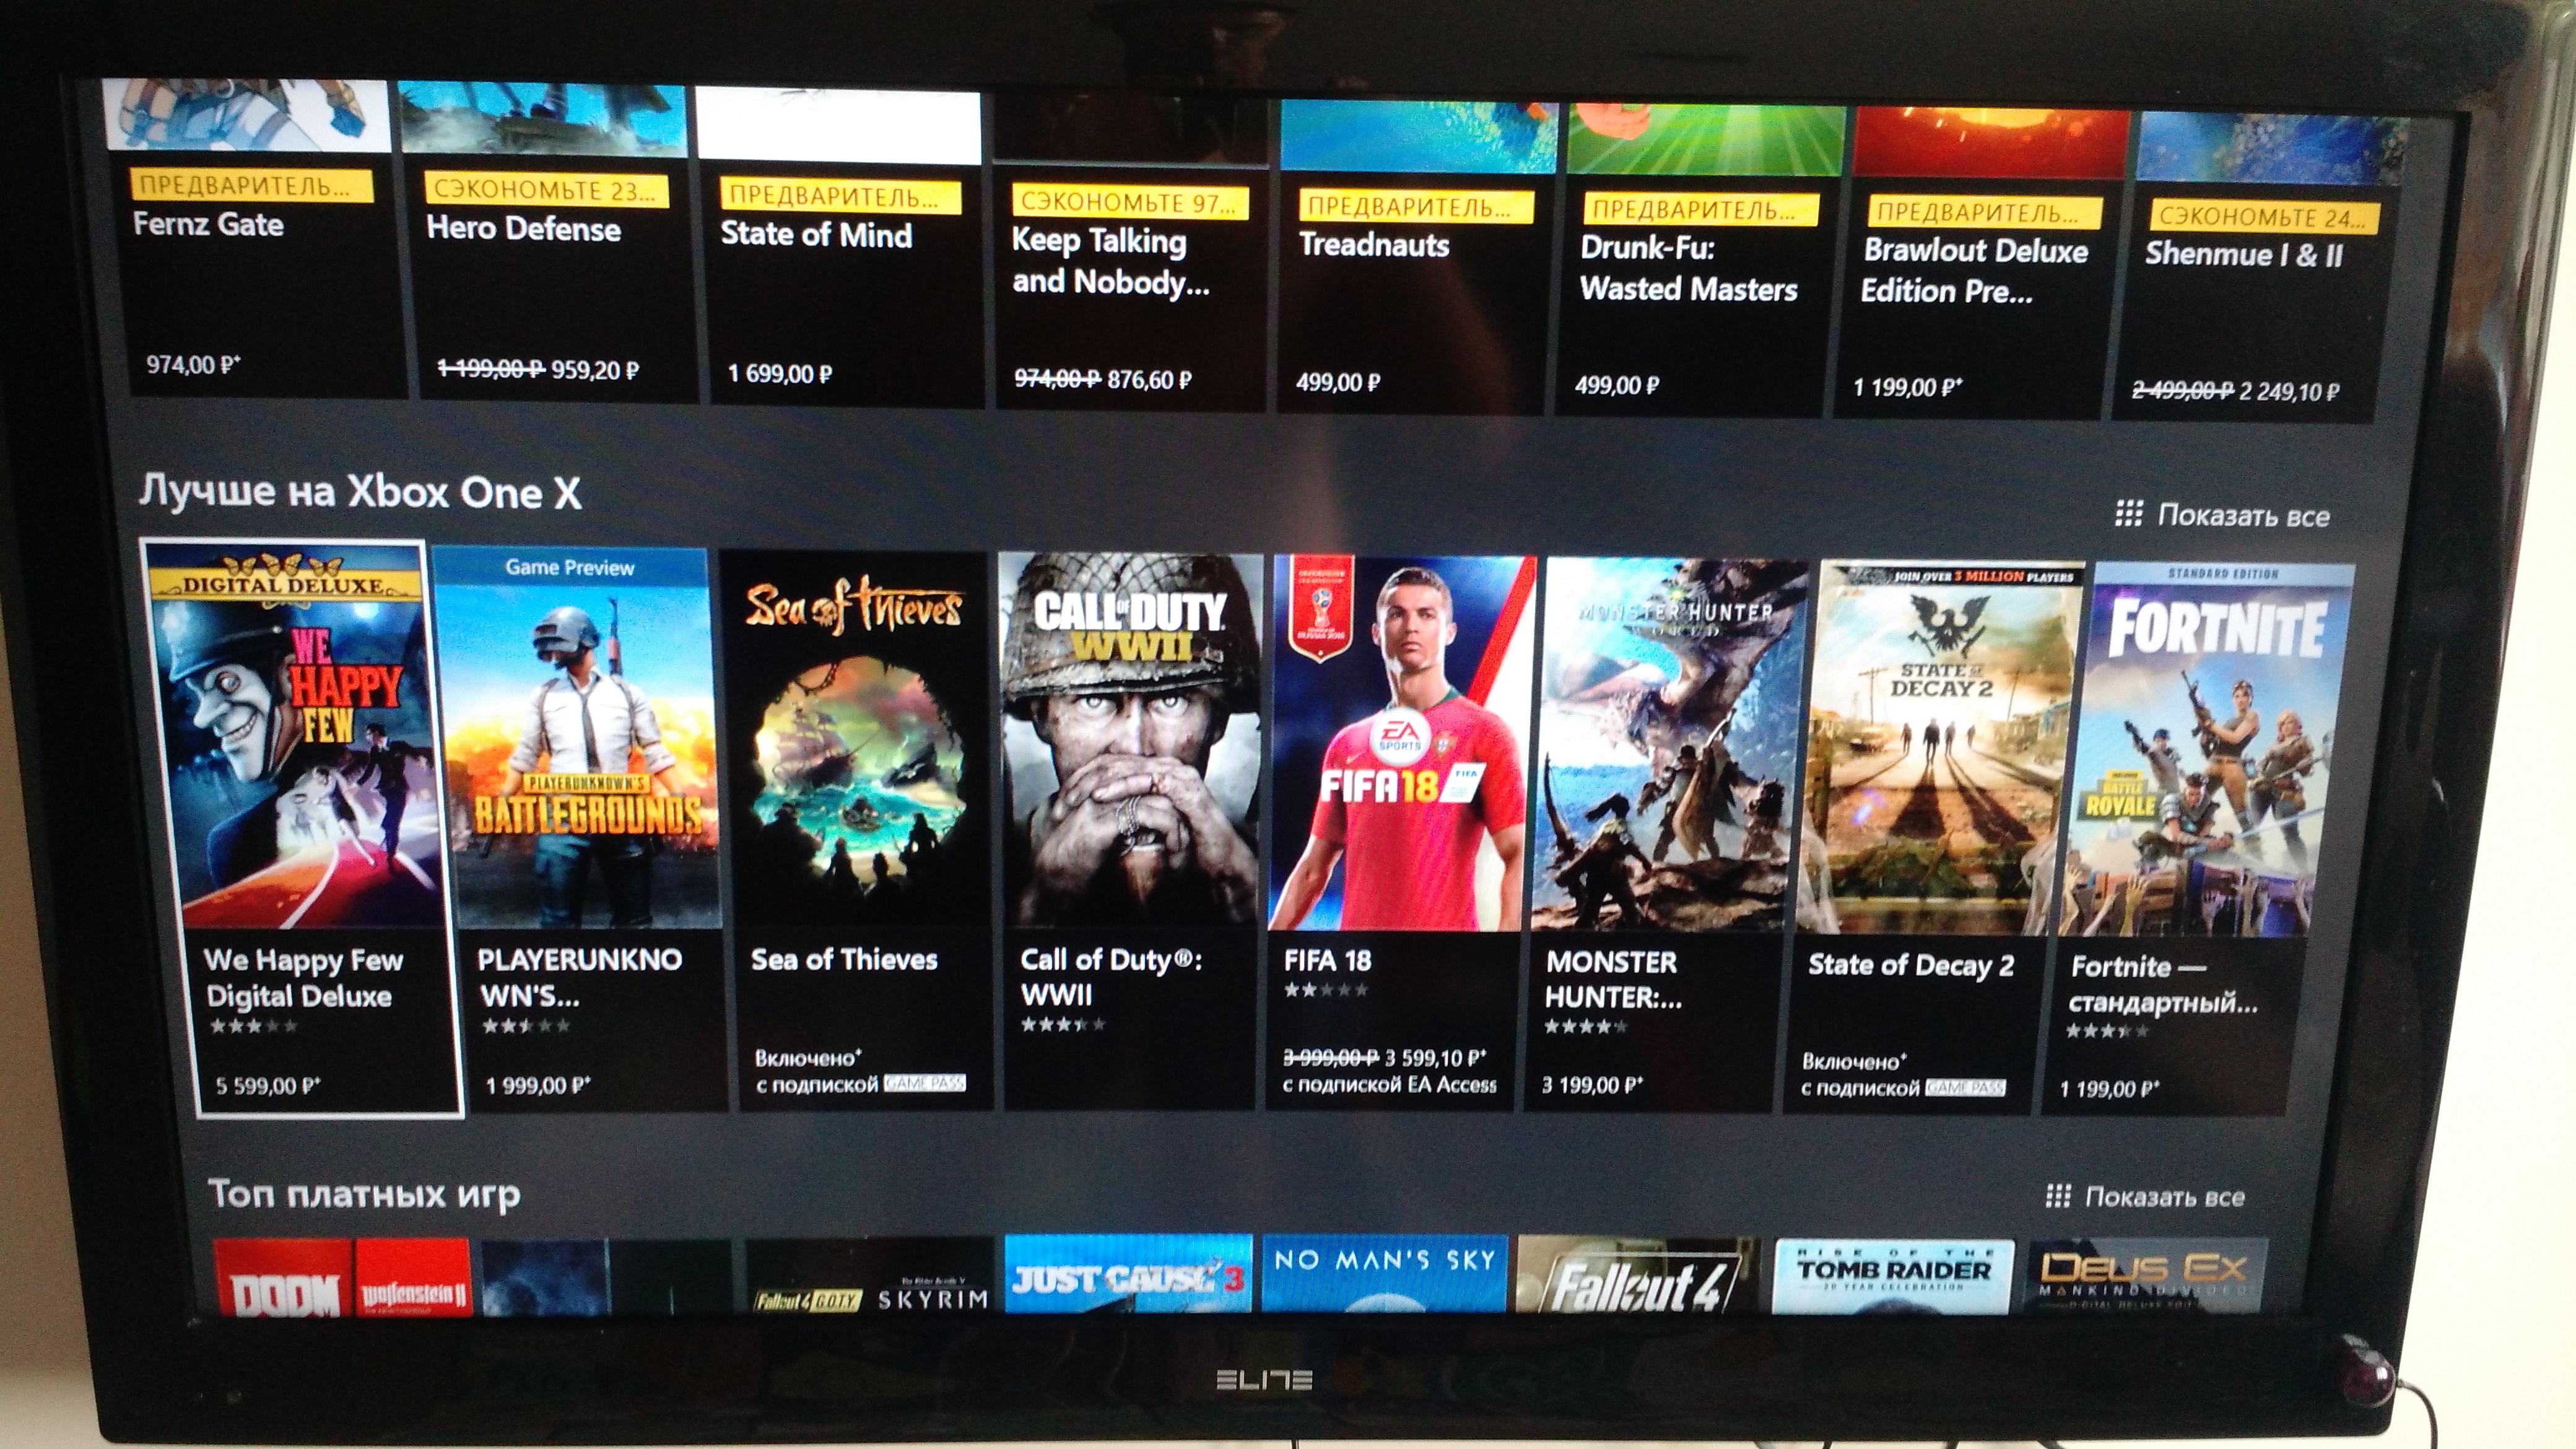 ПРЕДВАРИТЕЛЬ...
Fernz Gate
974,00 ₽⁺
СЭКОНОМЬТЕ 23...
Hero Defense
1 199,00 ₽ 959,20 ₽
ПРЕДВАРИТЕЛЬ...
State of Mind
1 699,00 ₽
СЭКОНОМЬТЕ 97...
Keep Talking
and Nobody...
974,00 ₽ 876,60 ₽
ПРЕДВАРИТЕЛЬ...
Treadnauts
499,00 ₽
ПРЕДВАРИТЕЛЬ...
Drunk-Fu:
Wasted Masters
499,00 ₽
ПРЕДВАРИТЕЛЬ...
Brawlout Deluxe
Edition Pre...
1 199,00 ₽⁺
СЭКОНОМЬТЕ 24...
Shenmue I & II
2 499,00 ₽ 2 249,10 ₽
Лучше на Xbox One X
Показать все
DIGITAL DELUXE
WE
HAPPY
FEW
We Happy Few
Digital Deluxe
5 599,00 ₽⁺
Game Preview
PLAYERUNKNOWN'S
BATTLEGROUNDS
PLAYERUNKNO
WN'S...
1 999,00 ₽⁺
Sea of Thieves
Sea of Thieves
Включено⁺
с подпиской GAME PASS
CALL OF DUTY
WWII
Call of Duty®:
WWII
EA
SPORTS
FIFA 18
FIFA
FIFA 18
3 999,00 ₽ 3 599,10 ₽⁺
с подпиской EA Access
MONSTER HUNTER
WORLD
MONSTER
HUNTER:...
3 199,00 ₽⁺
JOIN OVER 3 MILLION PLAYERS
STATE OF
DECAY 2
State of Decay 2
Включено⁺
с подпиской GAME PASS
STANDARD EDITION
FORTNITE
BATTLE
ROYALE
Fortnite —
стандартный...
1 199,00 ₽⁺
Топ платных игр
Показать все
DOOM
Wolfenstein II
Fallout 4 G.O.T.Y.
SKYRIM
JUST CAUSE 3
NO MAN'S SKY
Fallout 4
RISE OF THE
TOMB RAIDER
20 YEAR CELEBRATION
DEUS EX
MANKIND DIVIDED
ELITE